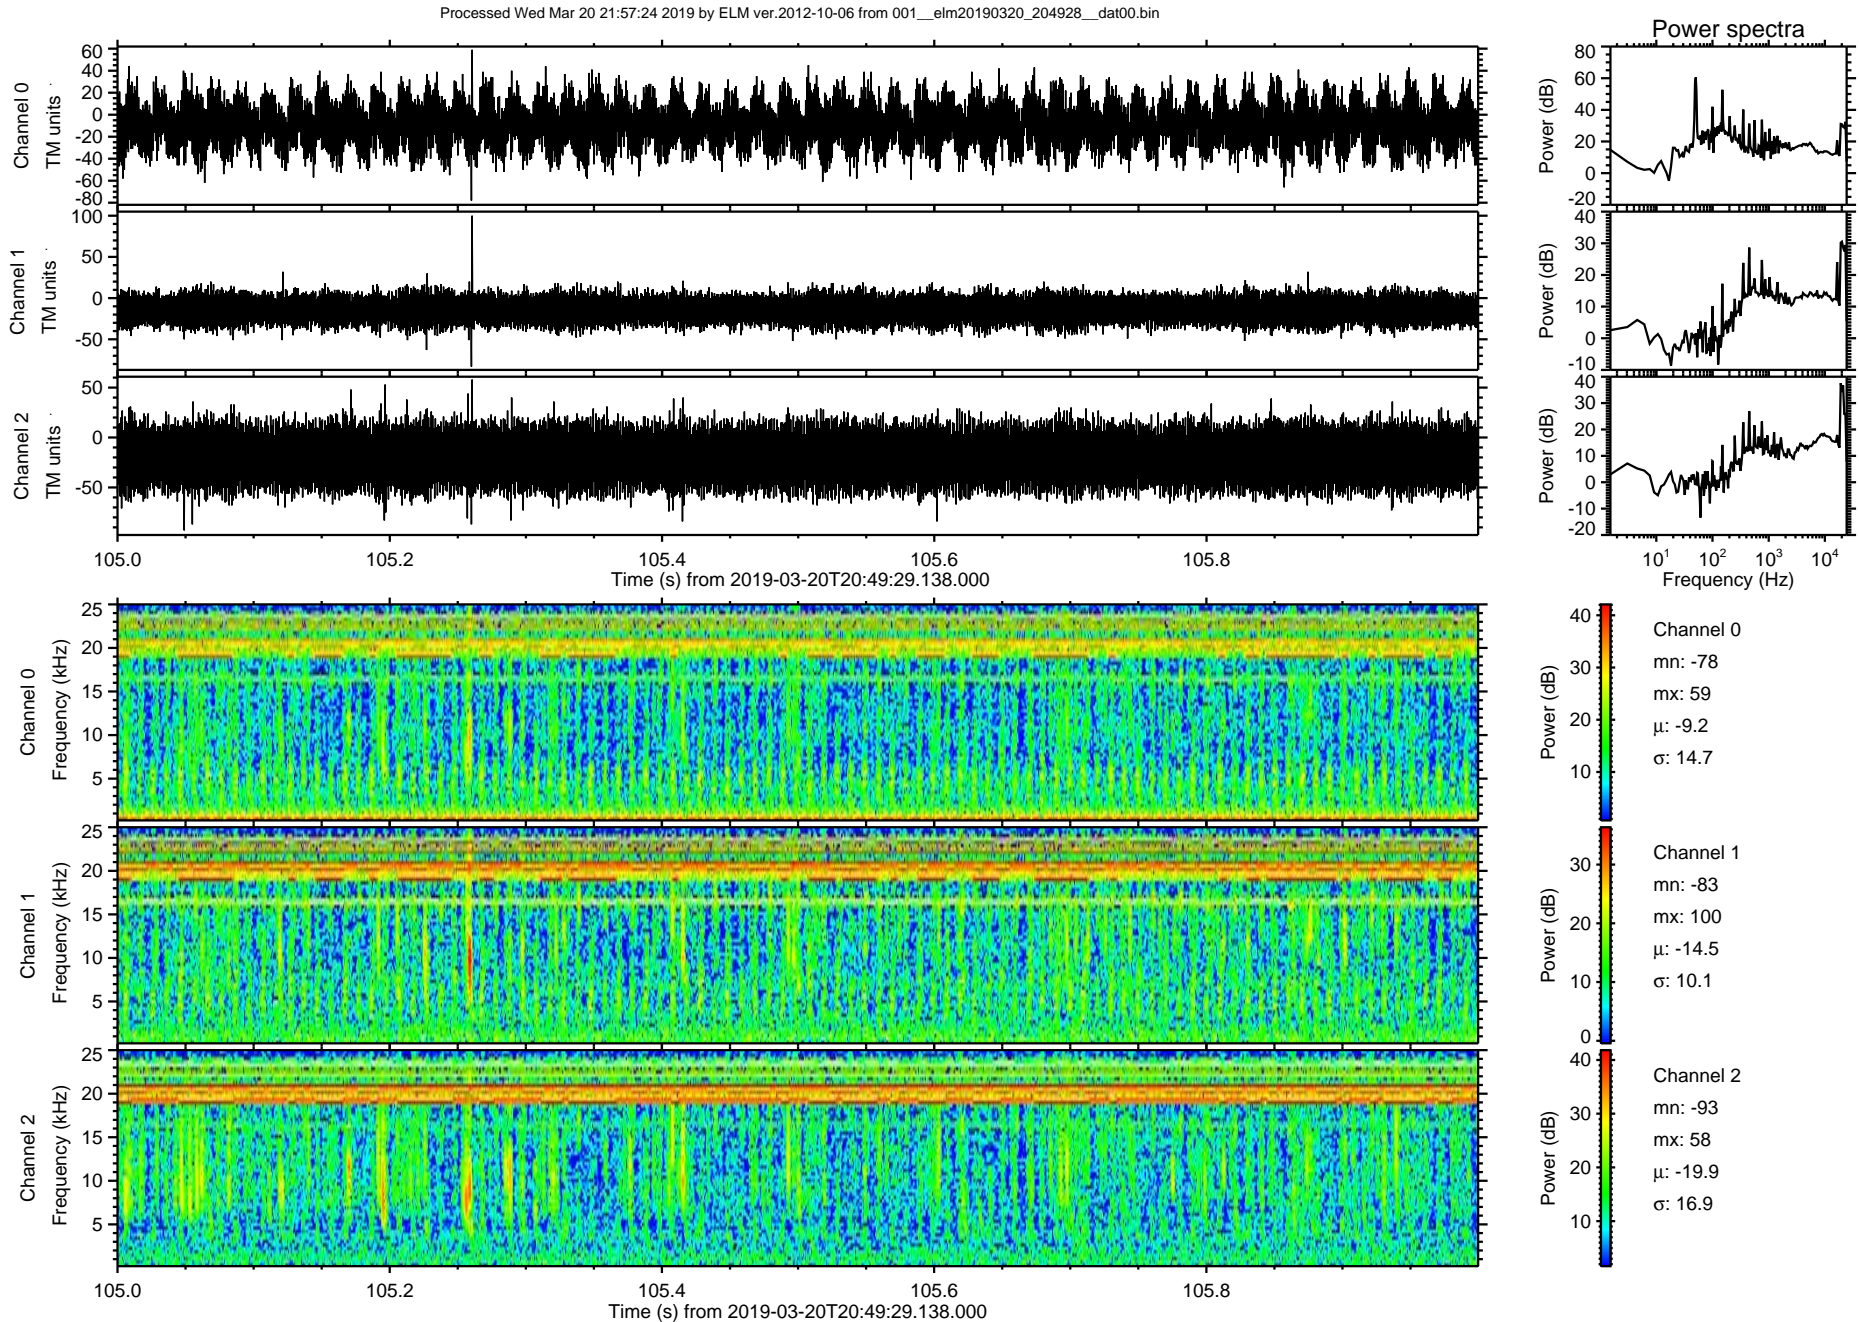 Processed Wed Mar 20 21:57:24 2019 by ELM ver.2012-10-06 from 001__elm20190320_204928__dat00.bin
Power spectra
Channel 0
TM units
60
40
20
0
-20
-40
-60
-80
Power (dB)
80
60
40
20
0
-20
Channel 1
TM units
100
50
0
-50
Power (dB)
40
30
20
10
0
-10
Channel 2
TM units
50
0
-50
Power (dB)
40
30
20
10
0
-10
-20
105.0 105.2 105.4 105.6 105.8
Time (s) from 2019-03-20T20:49:29.138.000
10¹ 10² 10³ 10⁴
Frequency (Hz)
Channel 0
Frequency (kHz)
25
20
15
10
5
Power (dB)
40
30
20
10
Channel 0
mn: -78
mx: 59
μ: -9.2
σ: 14.7
Channel 1
Frequency (kHz)
25
20
15
10
5
Power (dB)
30
20
10
0
Channel 1
mn: -83
mx: 100
μ: -14.5
σ: 10.1
Channel 2
Frequency (kHz)
25
20
15
10
5
Power (dB)
40
30
20
10
Channel 2
mn: -93
mx: 58
μ: -19.9
σ: 16.9
105.0 105.2 105.4 105.6 105.8
Time (s) from 2019-03-20T20:49:29.138.000